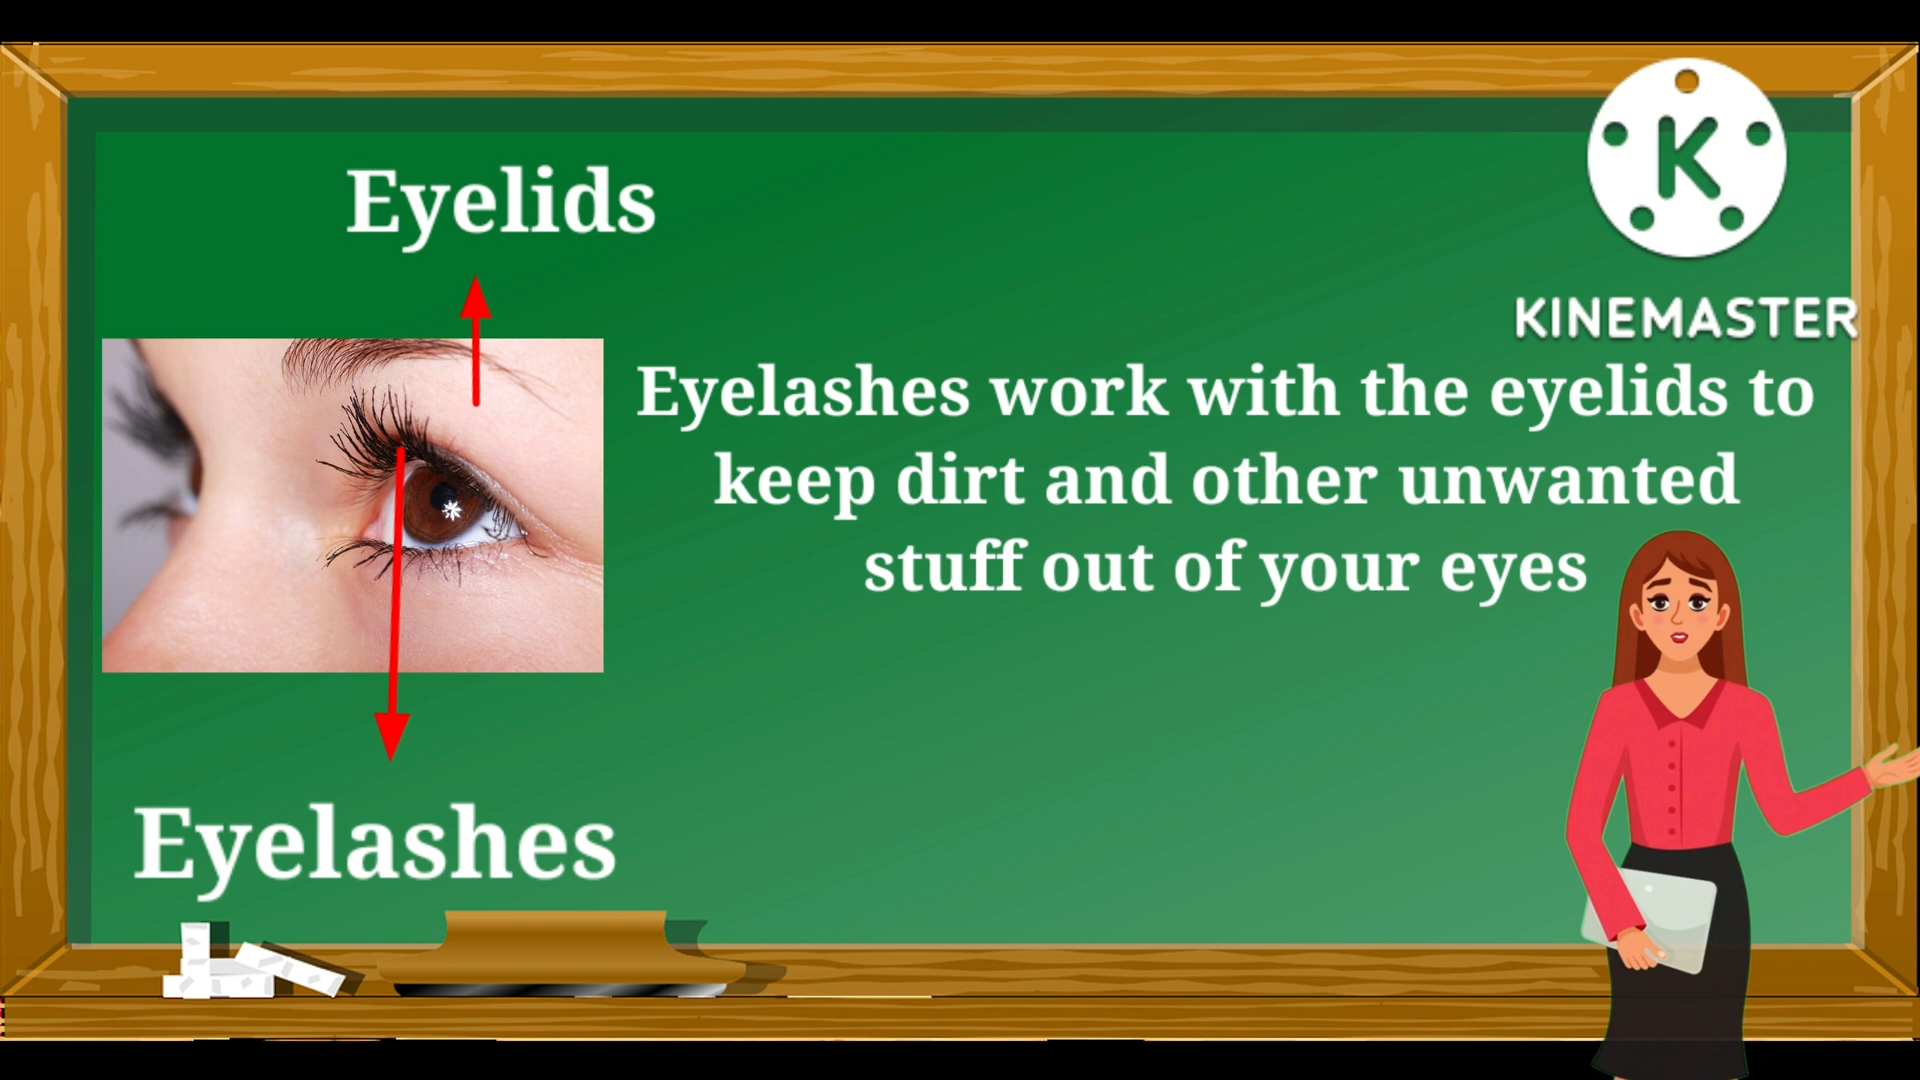 Eyelids
K
KINEMASTER
Eyelashes work with the eyelids to
keep dirt and other unwanted
stuff out of your eyes
Eyelashes